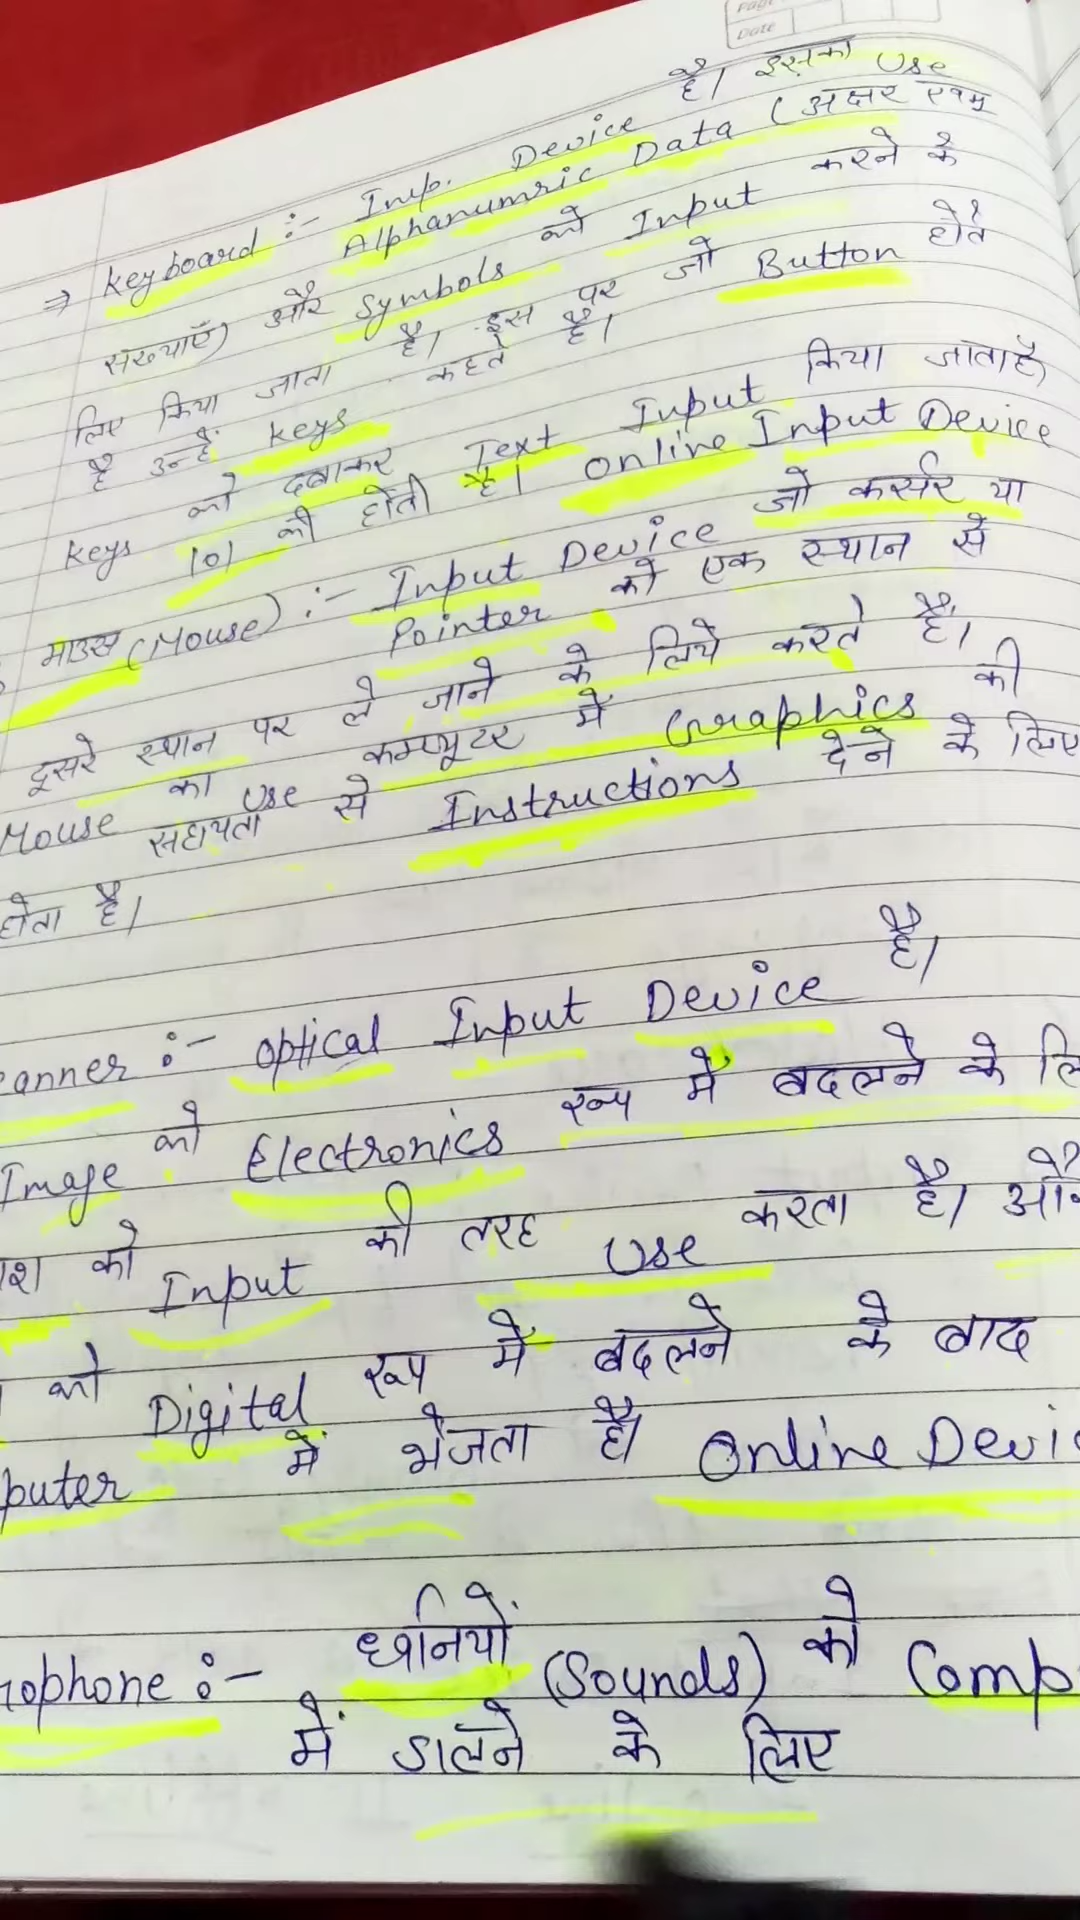 Page
Date
⇒ Keyboard :- Inp. Device है। इसका Use
Alphanumric Data (अक्षर एवम्
संख्याएँ) और Symbols को Input करने के
लिए किया जाता है। इस पर जो Button होते
है उन्हें Keys कहते है।
को दबाकर Text Input किया जाता है
Keys 101 की होती है। Online Input Device
माउस (Mouse) :- Input Device जो कर्सर या
Pointer को एक स्थान से
दूसरे स्थान पर ले जाने के लिये करते है।
Mouse का Use कम्प्यूटर में Graphics की
सहायता से Instructions देने के लिए
होता है।
canner :- Optical Input Device है।
Image को Electronics रूप में बदलने के लि
को Input की तरह Use करता है। और
को Digital रूप में बदलने के बाद
puter में भेजता है। Online Devic
rophone :- ध्वनियों (Sounds) को Comp
में डालने के लिए